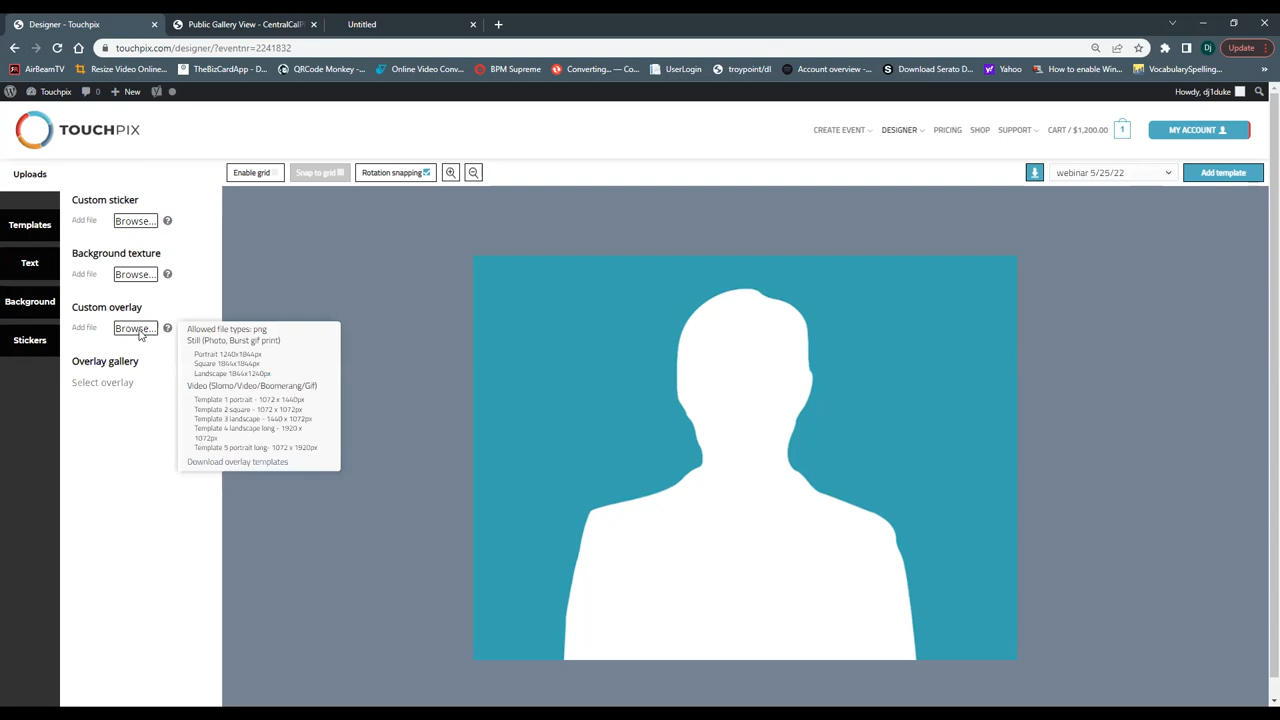 Designer - Touchpix
Public Gallery View - CentralCalP
Untitled
touchpix.com/designer/?eventnr=2241832
Dj
Update
AirBeamTV
Resize Video Online...
TheBizCardApp - D...
QRCode Monkey -...
Online Video Conv...
BPM Supreme
Converting... — Co...
UserLogin
troypoint/dl
Account overview -...
Download Serato D...
Yahoo
How to enable Win...
VocabularySpelling...
Touchpix
0
New
Howdy, dj1duke
TOUCHPIX
CREATE EVENT
DESIGNER
PRICING
SHOP
SUPPORT
CART / $1,200.00
1
MY ACCOUNT
Uploads
Enable grid
Snap to grid
Rotation snapping
webinar 5/25/22
Add template
Custom sticker
Add file
Browse...
Templates
Background texture
Text
Add file
Browse...
Background
Custom overlay
Add file
Browse...
Stickers
Overlay gallery
Select overlay
Allowed file types: png
Still (Photo, Burst gif print)
Portrait 1240x1844px
Square 1844x1844px
Landscape 1844x1240px
Video (Slomo/Video/Boomerang/Gif)
Template 1 portrait - 1072 x 1440px
Template 2 square - 1072 x 1072px
Template 3 landscape - 1440 x 1072px
Template 4 landscape long - 1920 x
1072px
Template 5 portrait long- 1072 x 1920px
Download overlay templates